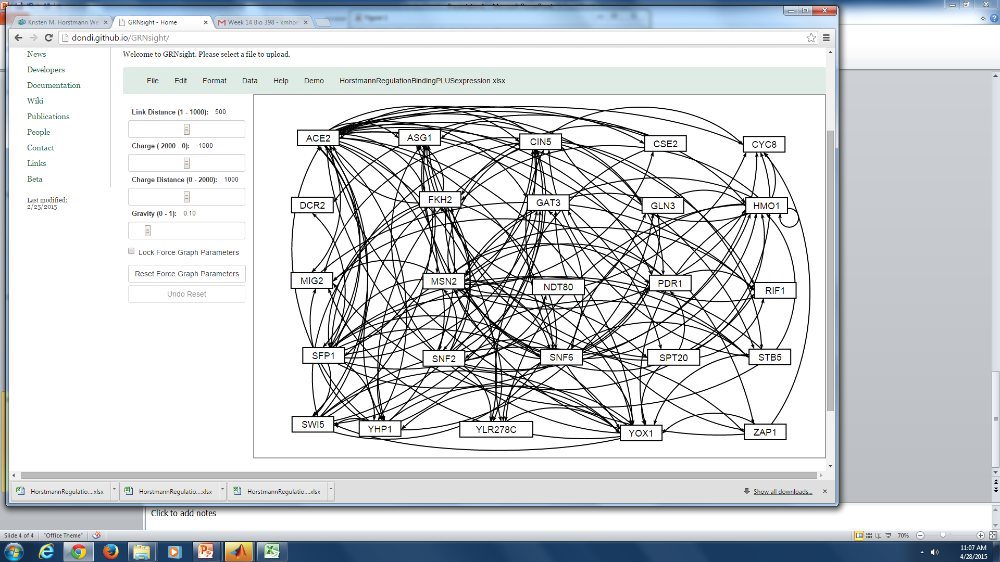 Kristen M. Horstmann We
GRNsight - Home
Week 14 Bio 398 - kmhor
dondi.github.io/GRNsight/
News
Developers
Documentation
Wiki
Publications
People
Contact
Links
Beta
Last modified:
2/25/2015
Welcome to GRNsight. Please select a file to upload.
File Edit Format Data Help Demo HorstmannRegulationBindingPLUSexpression.xlsx
Link Distance (1 - 1000): 500
Charge (-2000 - 0): -1000
Charge Distance (0 - 2000): 1000
Gravity (0 - 1): 0.10
Lock Force Graph Parameters
Reset Force Graph Parameters
Undo Reset
ACE2 ASG1 CIN5 CSE2 CYC8
DCR2 FKH2 GAT3 GLN3 HMO1
MIG2 MSN2 NDT80 PDR1 RIF1
SFP1 SNF2 SNF6 SPT20 STB5
SWI5 YHP1 YLR278C YOX1 ZAP1
HorstmannRegulatio....xlsx HorstmannRegulatio....xlsx HorstmannRegulatio....xlsx Show all downloads...
Click to add notes
Slide 4 of 4 "Office Theme" 70%
11:07 AM
4/28/2015